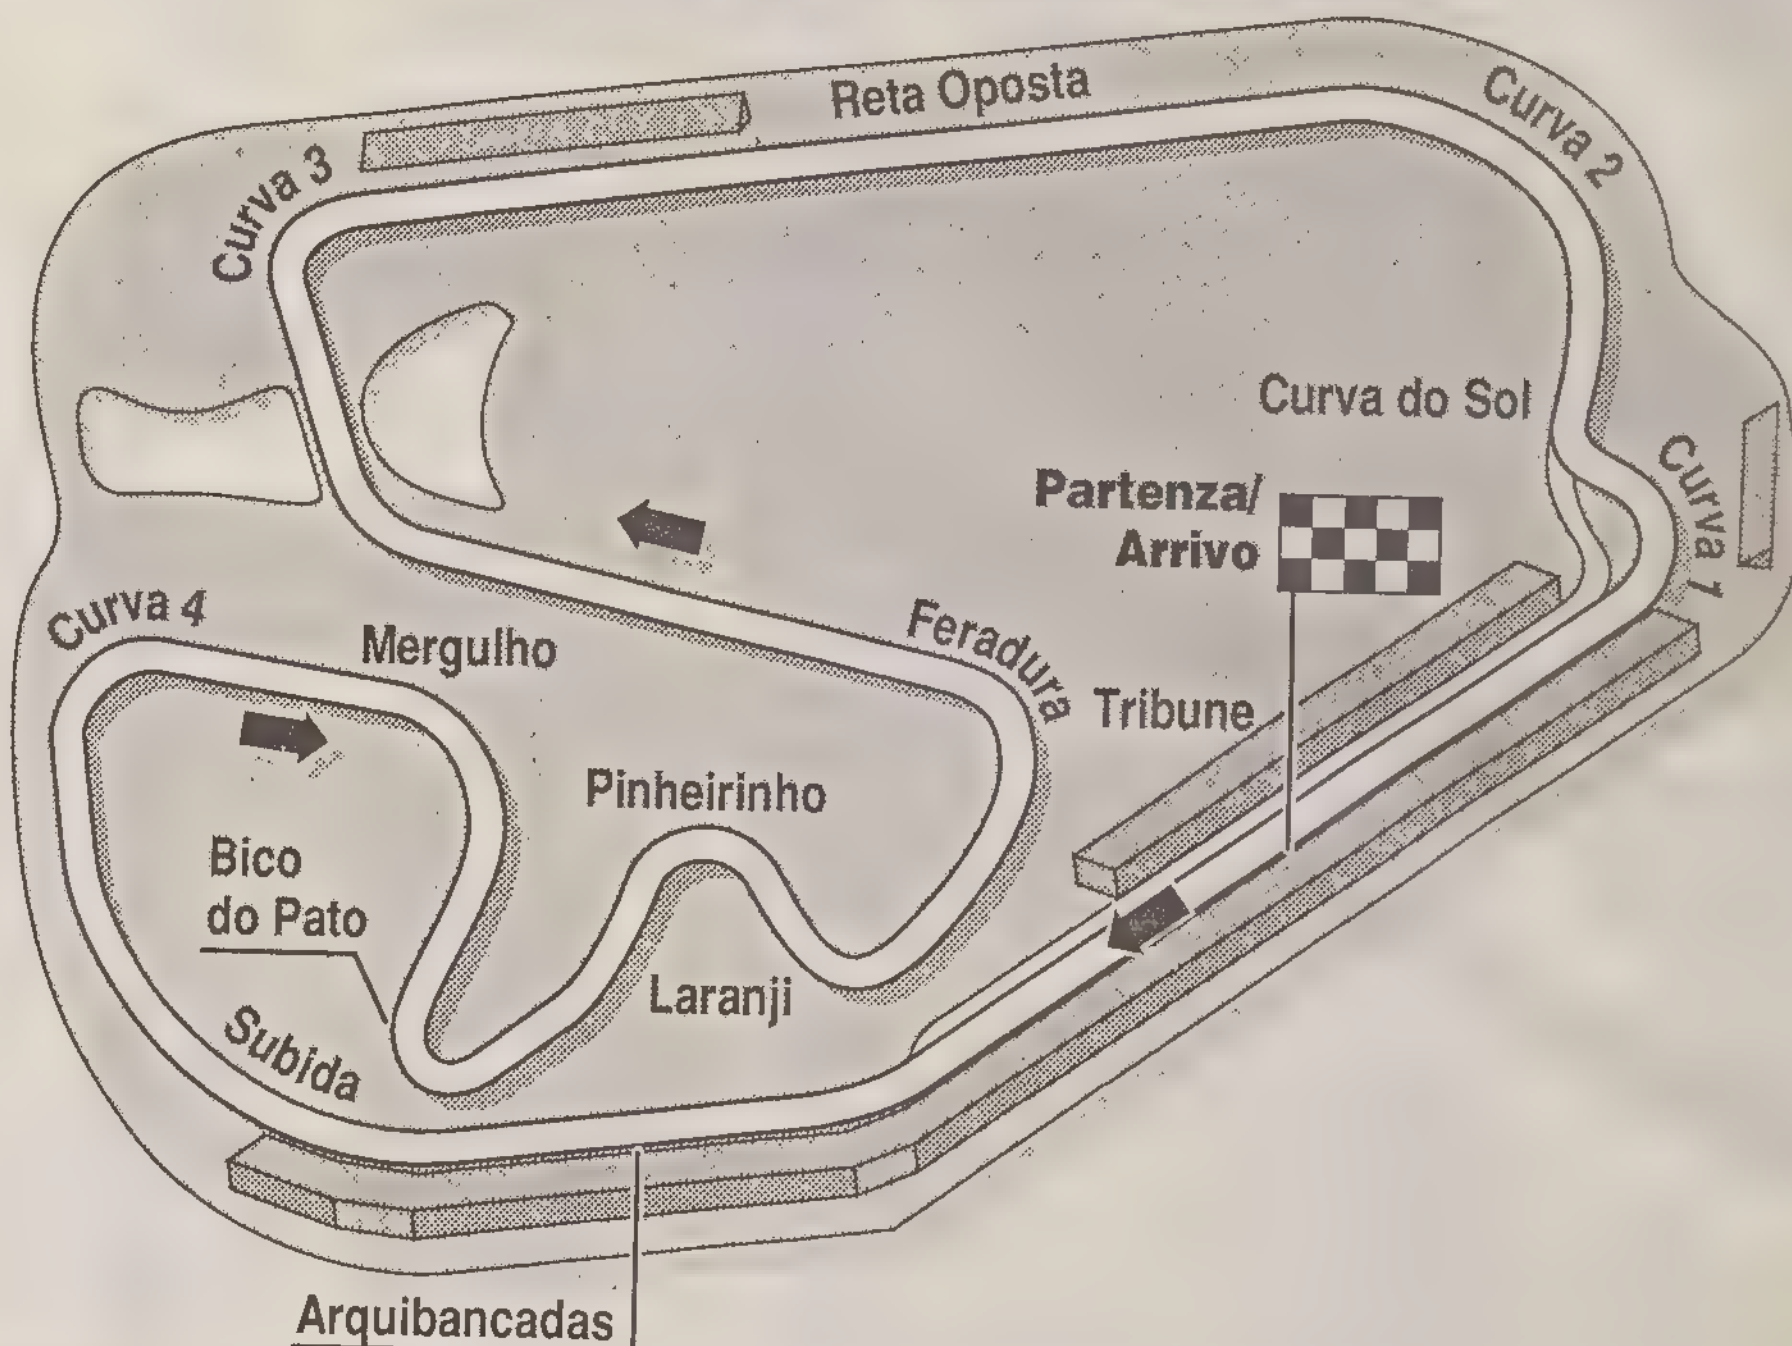 Reta Oposta
Curva 2
Curva 3
Curva do Sol
Curva 1
Partenza/
Arrivo
Feradura
Curva 4
Mergulho
Tribune
Pinheirinho
Bico
do Pato
Laranji
Subida
Arquibancadas